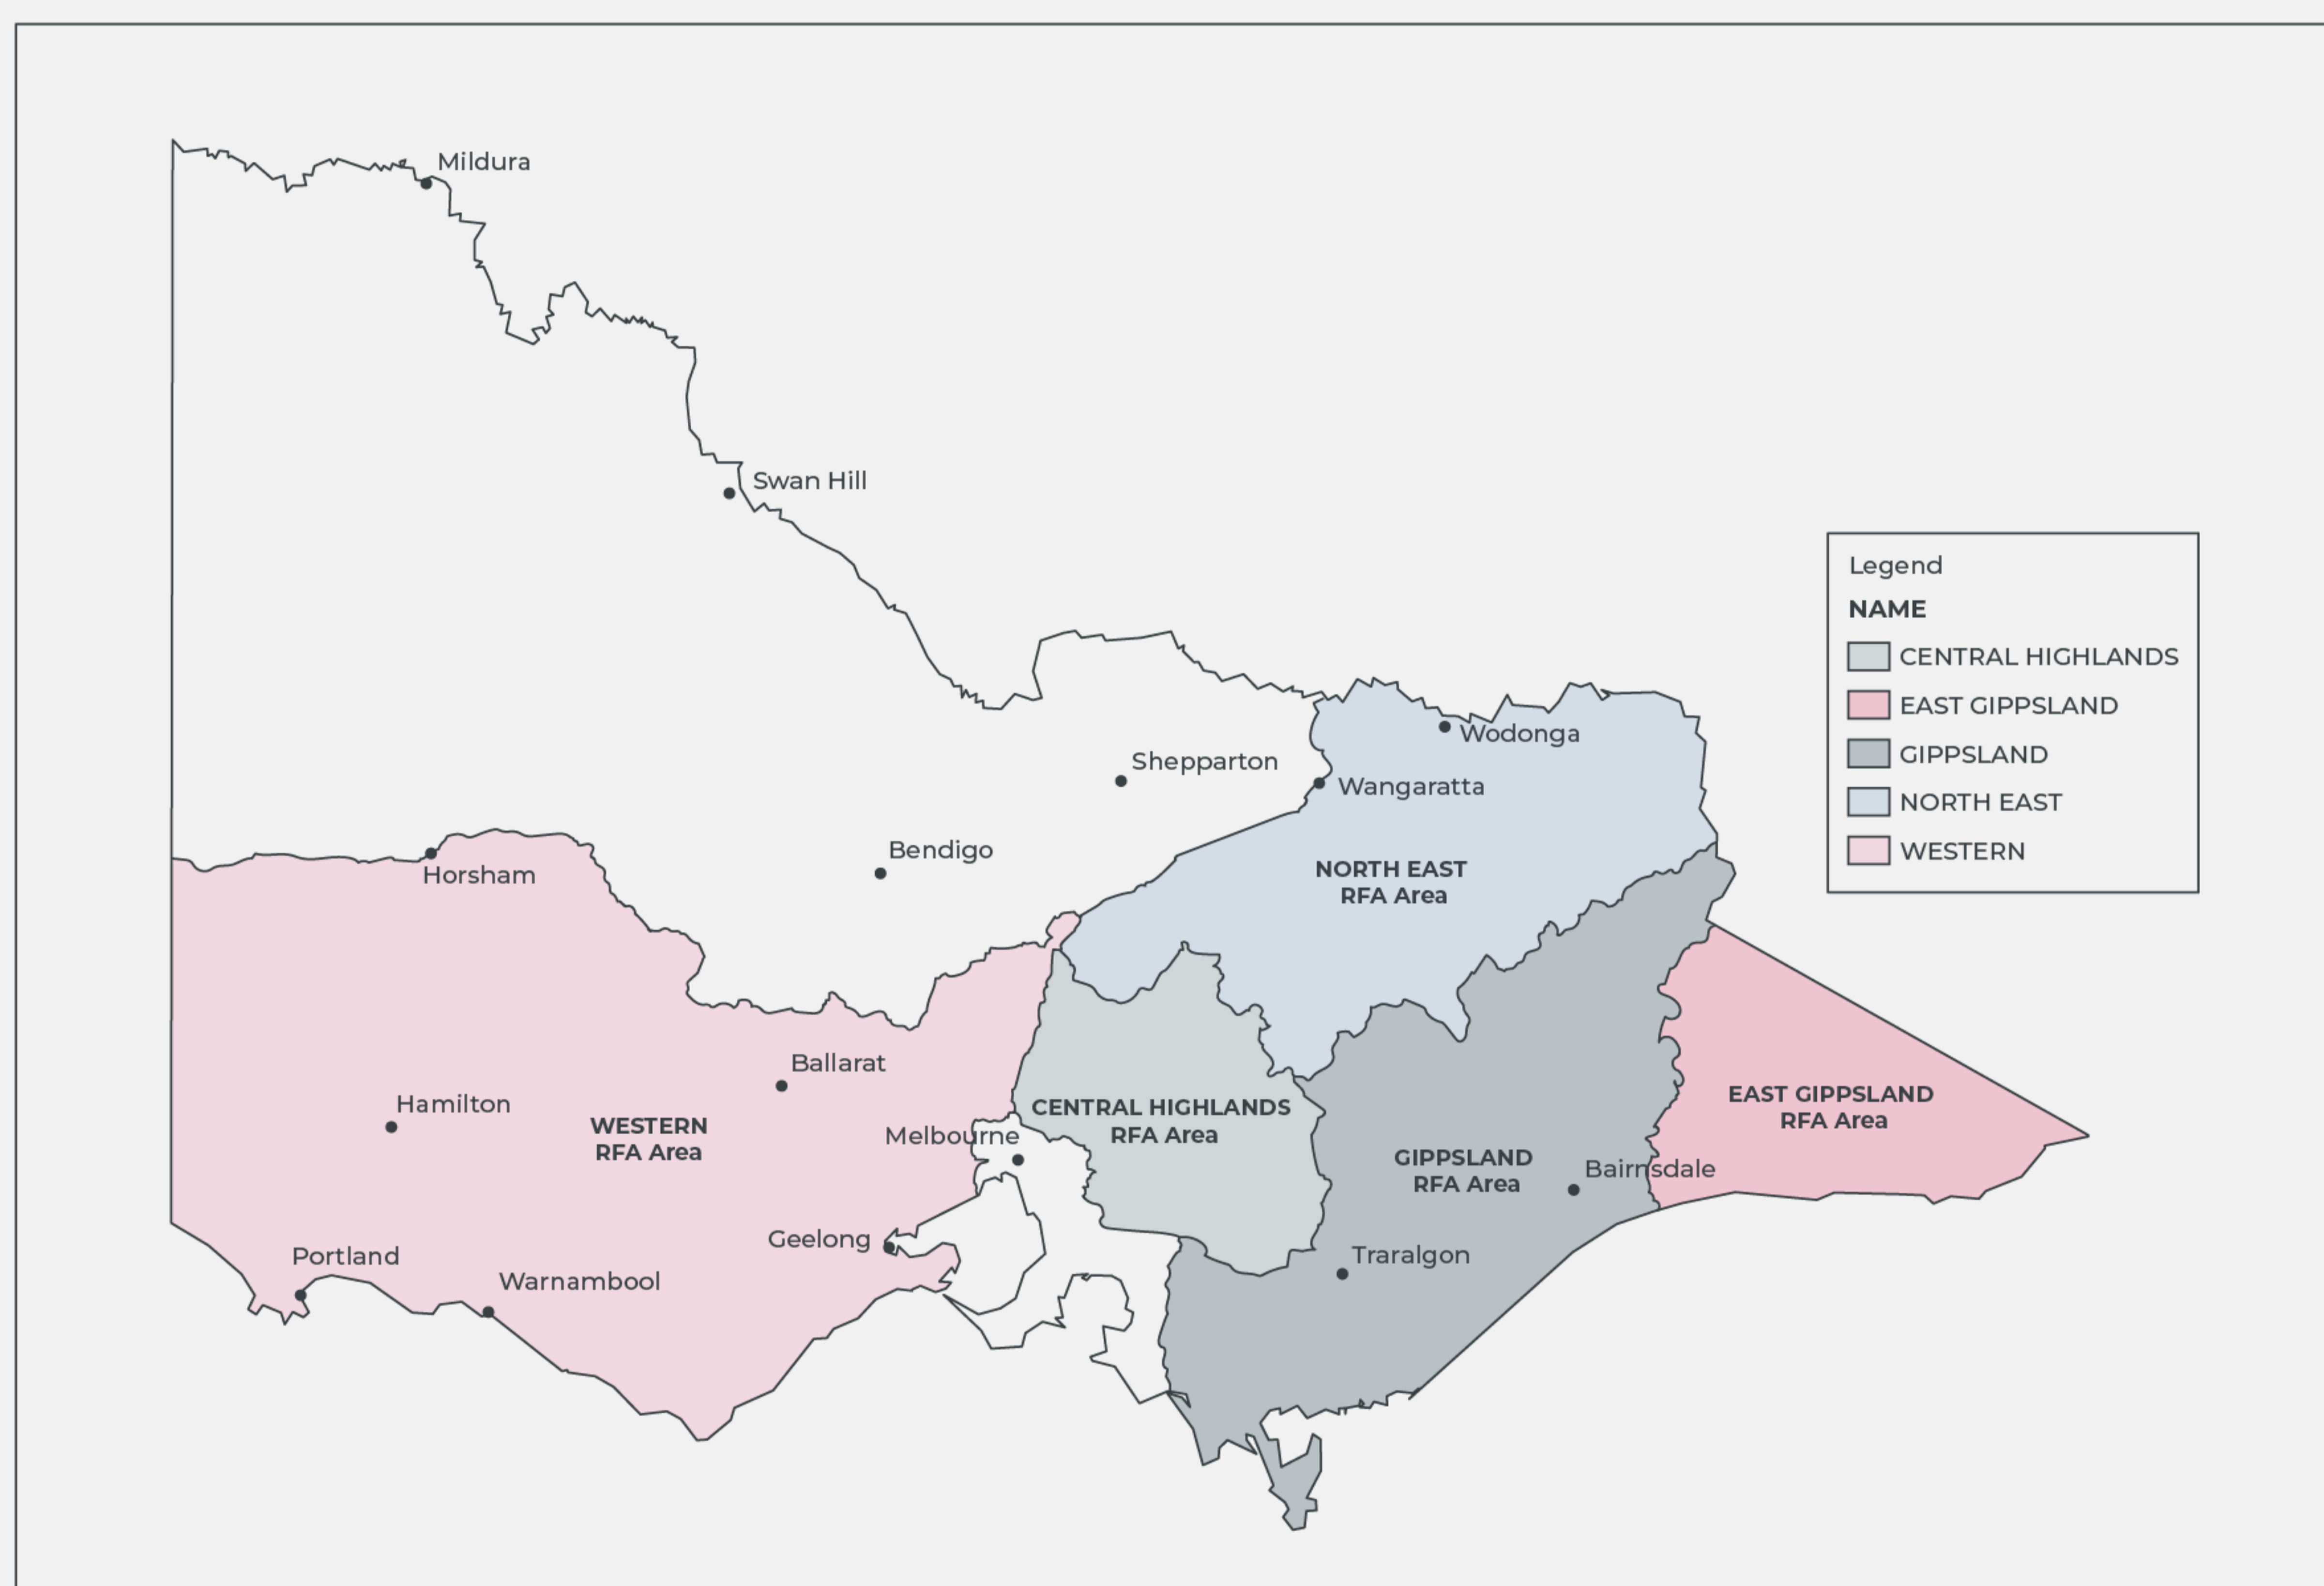 Mildura
Swan Hill
Legend
NAME
CENTRAL HIGHLANDS
EAST GIPPSLAND
GIPPSLAND
NORTH EAST
WESTERN
Wodonga
Shepparton
Wangaratta
Bendigo
Horsham
NORTH EAST
RFA Area
Ballarat
Hamilton
WESTERN
RFA Area
Melbourne
CENTRAL HIGHLANDS
RFA Area
EAST GIPPSLAND
RFA Area
GIPPSLAND
RFA Area
Bairnsdale
Geelong
Portland
Traralgon
Warnambool